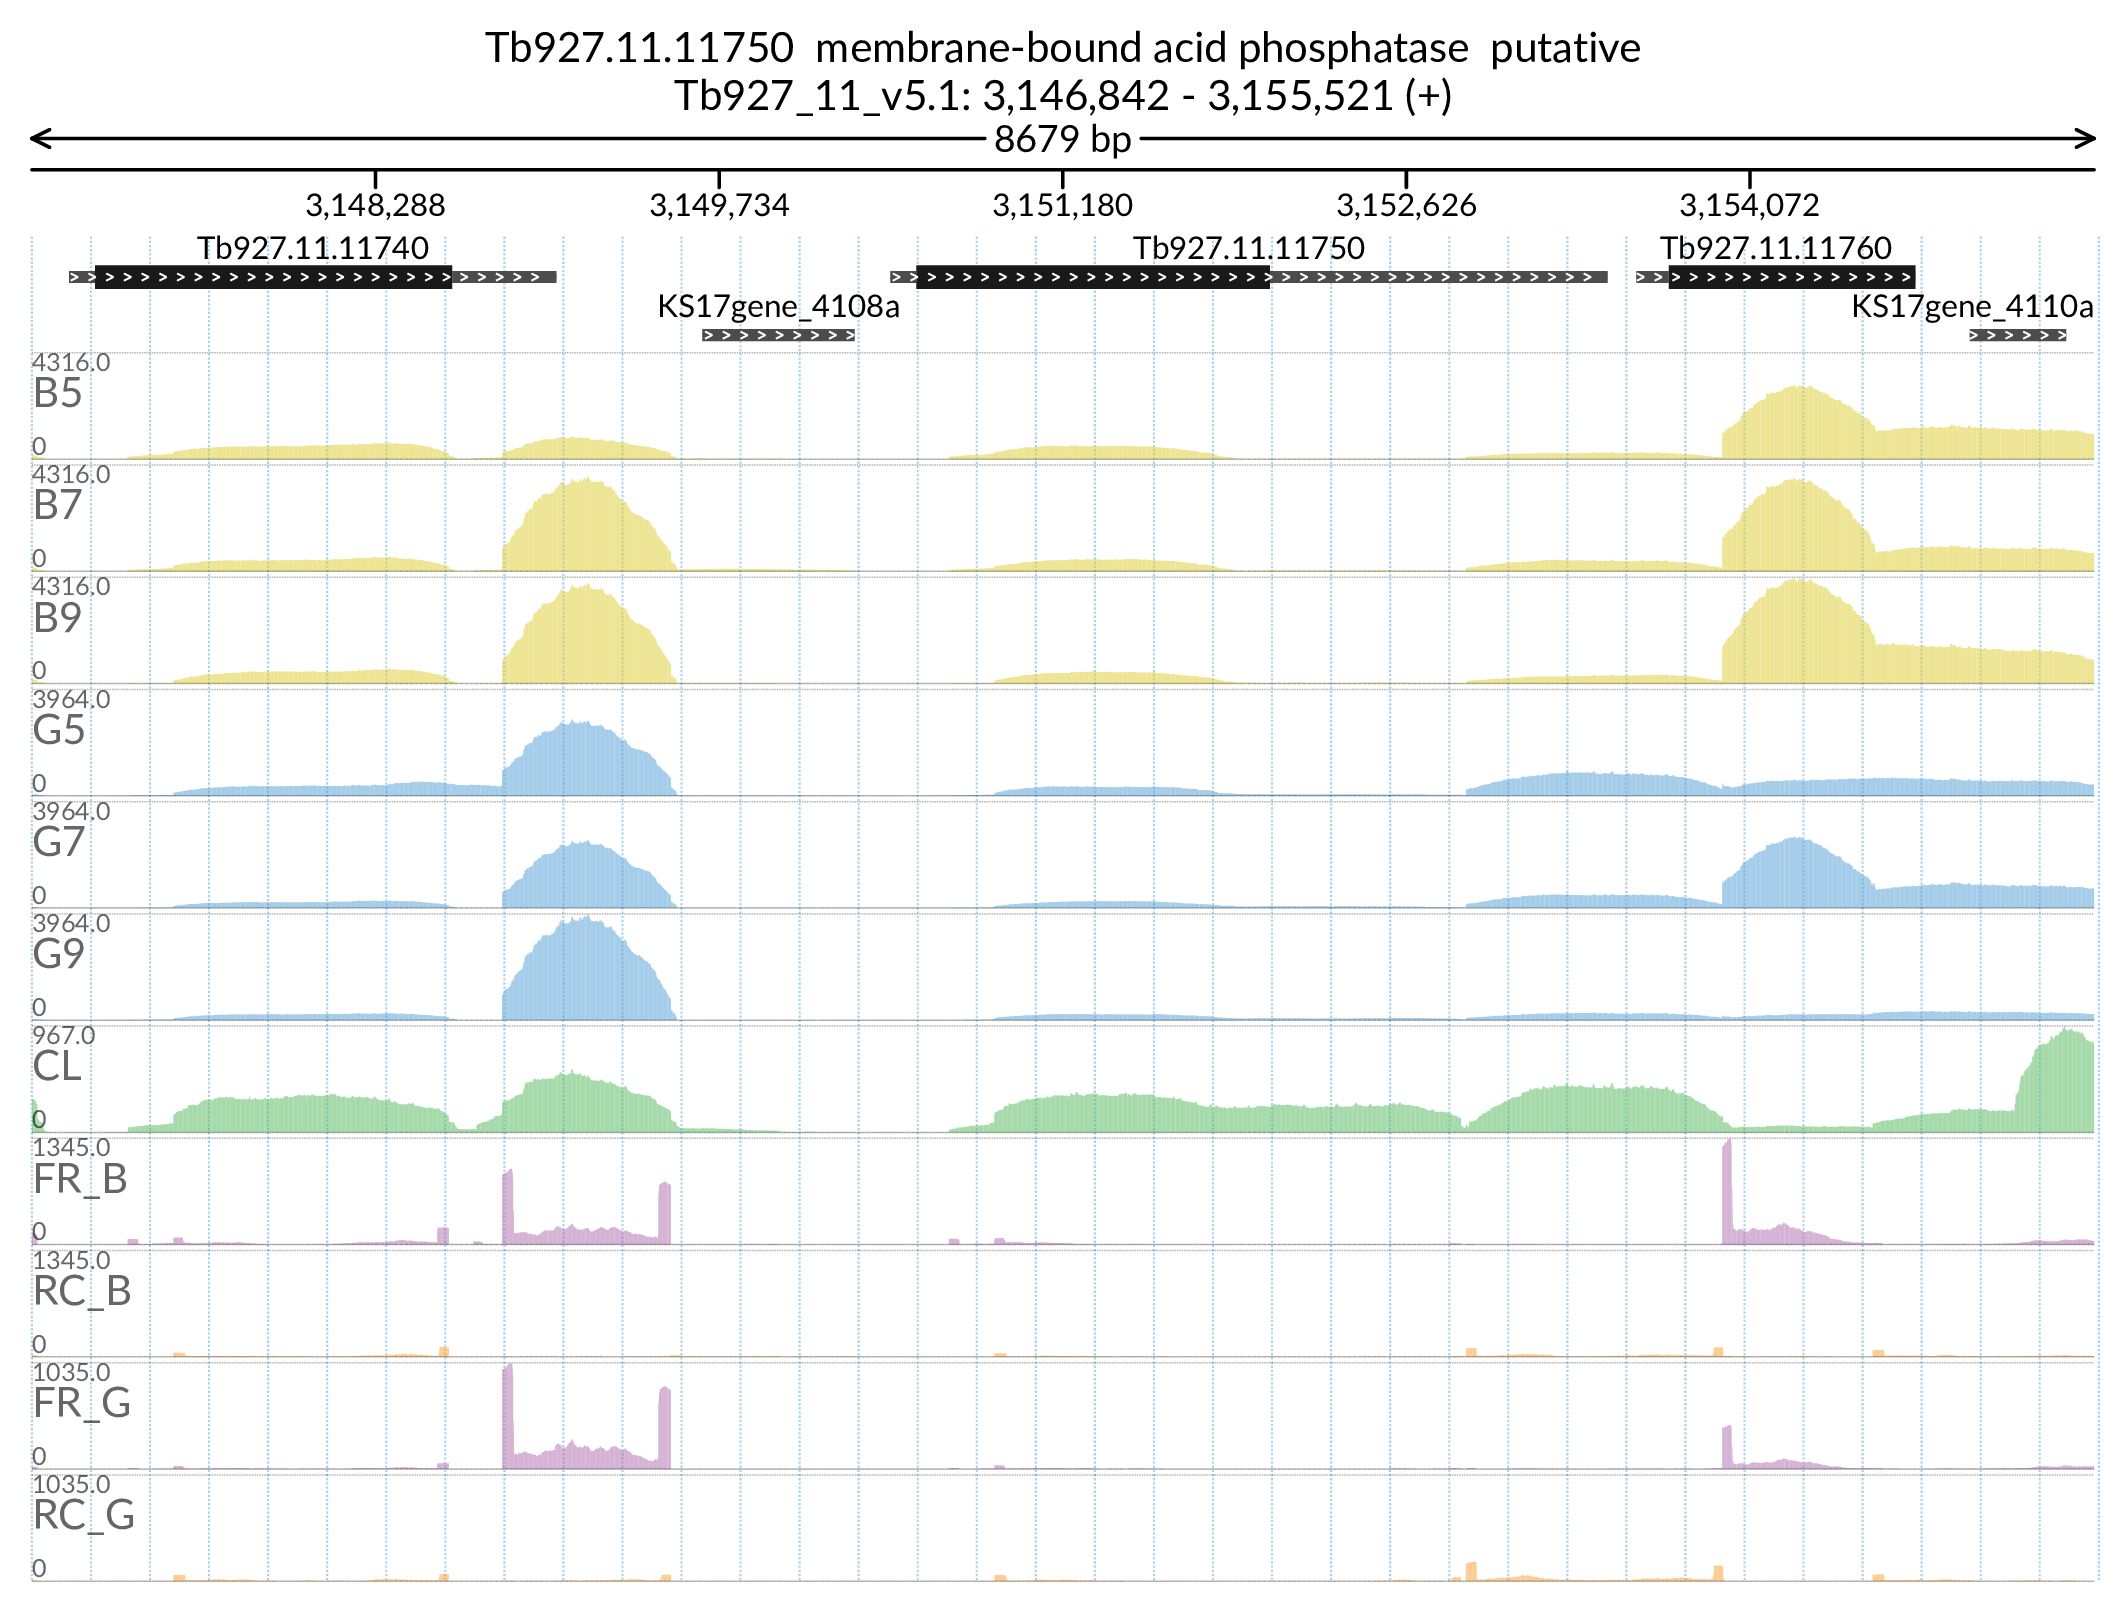 Tb927.11.11750  membrane-bound acid phosphatase  putative
Tb927_11_v5.1: 3,146,842 - 3,155,521 (+)
8679 bp
3,148,288 3,149,734 3,151,180 3,152,626 3,154,072
Tb927.11.11740 Tb927.11.11750 Tb927.11.11760
KS17gene_4108a KS17gene_4110a
4316.0
B5
0
4316.0
B7
0
4316.0
B9
0
3964.0
G5
0
3964.0
G7
0
3964.0
G9
0
967.0
CL
0
1345.0
FR_B
0
1345.0
RC_B
0
1035.0
FR_G
0
1035.0
RC_G
0